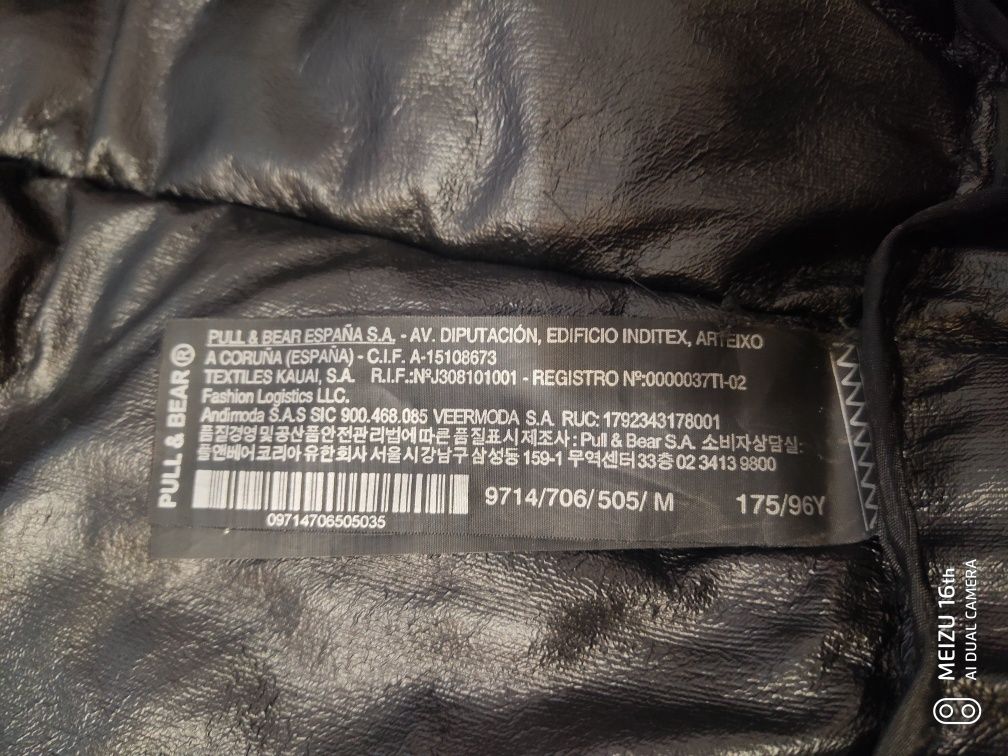 PULL & BEAR ®
PULL & BEAR ESPAÑA S.A. - AV. DIPUTACIÓN, EDIFICIO INDITEX, ARTEIXO
A CORUÑA (ESPAÑA) - C.I.F. A-15108673
TEXTILES KAUAI, S.A. R.I.F.:NºJ308101001 - REGISTRO Nº:0000037TI-02
Fashion Logistics LLC.
Andimoda S.A.S SIC 900.468.085 VEERMODA S.A. RUC: 1792343178001
품질경영 및 공산품안전관리법에 따른 품질표시 제조사 : Pull & Bear S.A. 소비자상담실:
풀앤베어코리아 유한회사 서울시 강남구 삼성동 159-1 무역센터 33층 02 3413 9800
9714/706/505/ M 175/96Y
09714706505035
MEIZU 16th
AI DUAL CAMERA